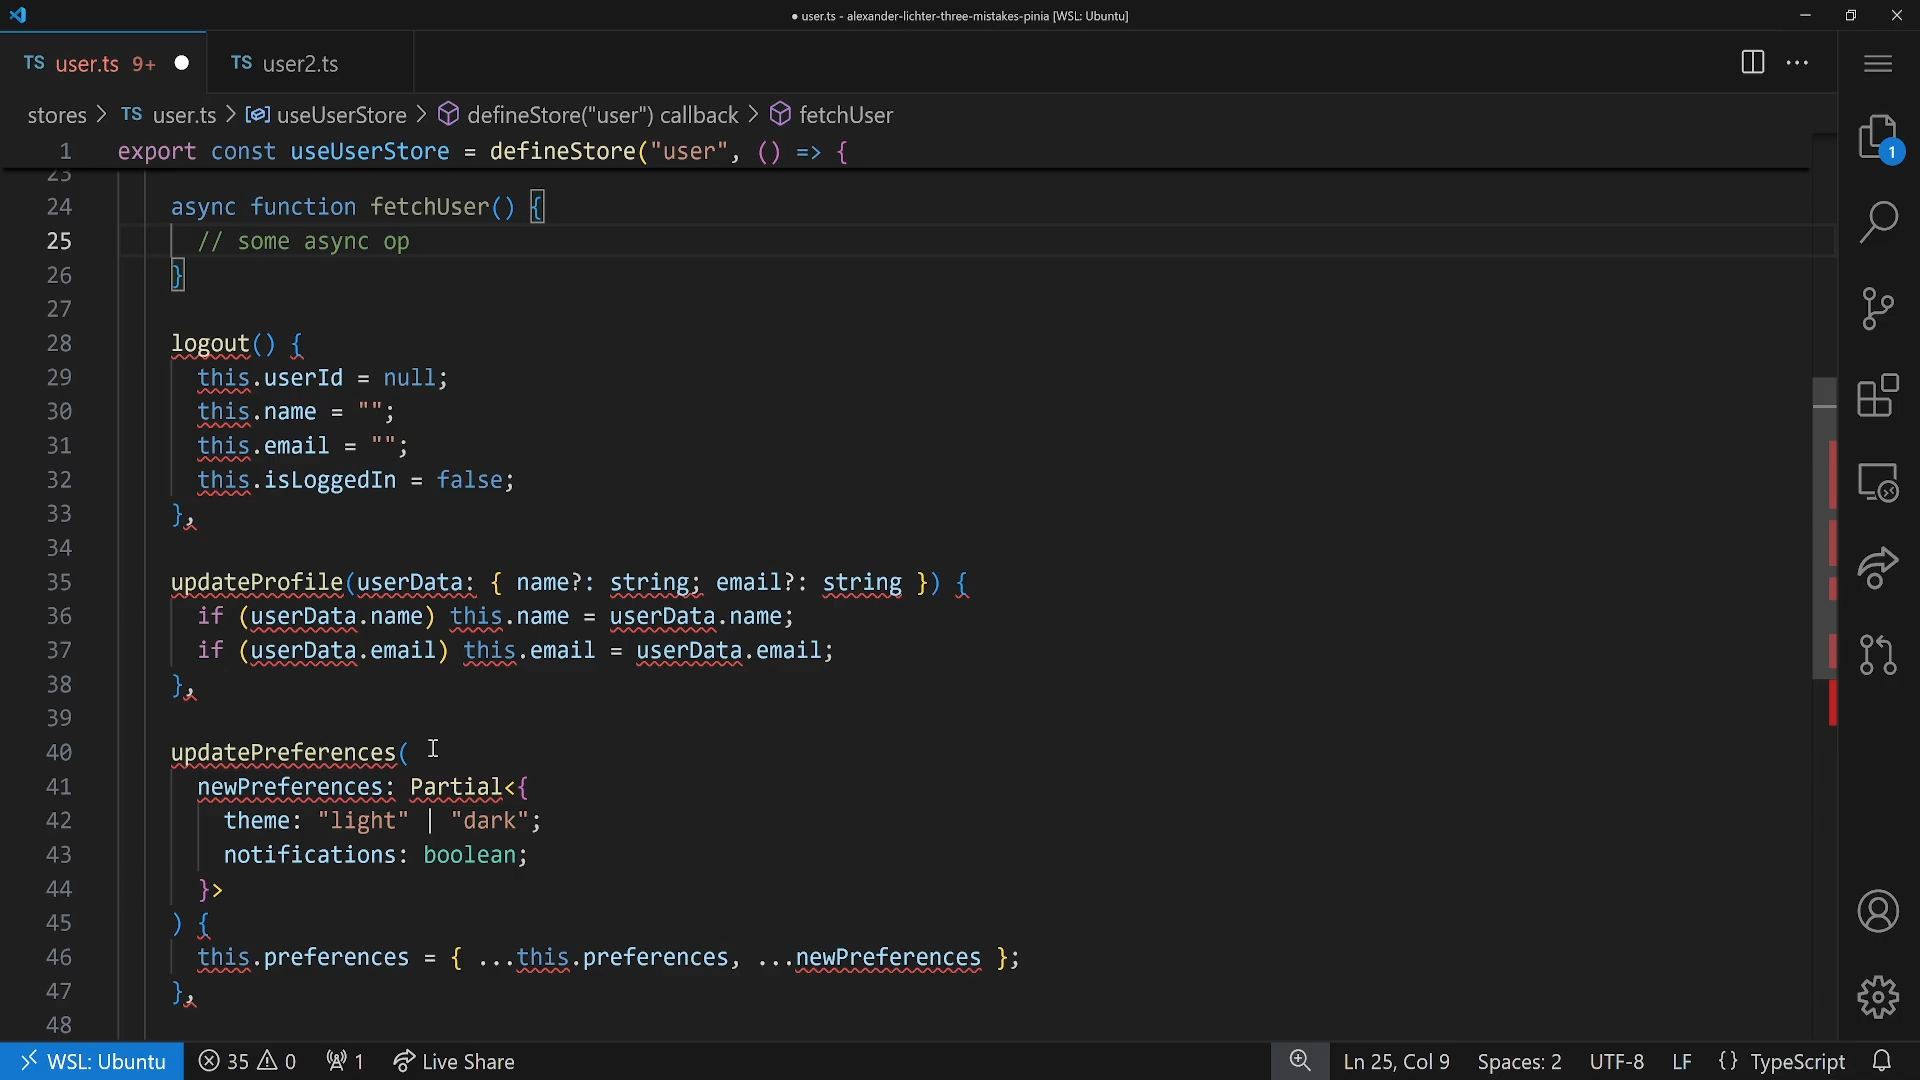 ● user.ts - alexander-lichter-three-mistakes-pinia [WSL: Ubuntu]
TS user.ts 9+ ● TS user2.ts
stores > TS user.ts > useUserStore > defineStore("user") callback > fetchUser
1 export const useUserStore = defineStore("user", () => {
23
24 async function fetchUser() {
25 // some async op
26 }
27
28 logout() {
29 this.userId = null;
30 this.name = "";
31 this.email = "";
32 this.isLoggedIn = false;
33 },
34
35 updateProfile(userData: { name?: string; email?: string }) {
36 if (userData.name) this.name = userData.name;
37 if (userData.email) this.email = userData.email;
38 },
39
40 updatePreferences(
41 newPreferences: Partial<{
42 theme: "light" | "dark";
43 notifications: boolean;
44 }>
45 ) {
46 this.preferences = { ...this.preferences, ...newPreferences };
47 },
48
1
WSL: Ubuntu 35 0 1 Live Share Ln 25, Col 9 Spaces: 2 UTF-8 LF {} TypeScript